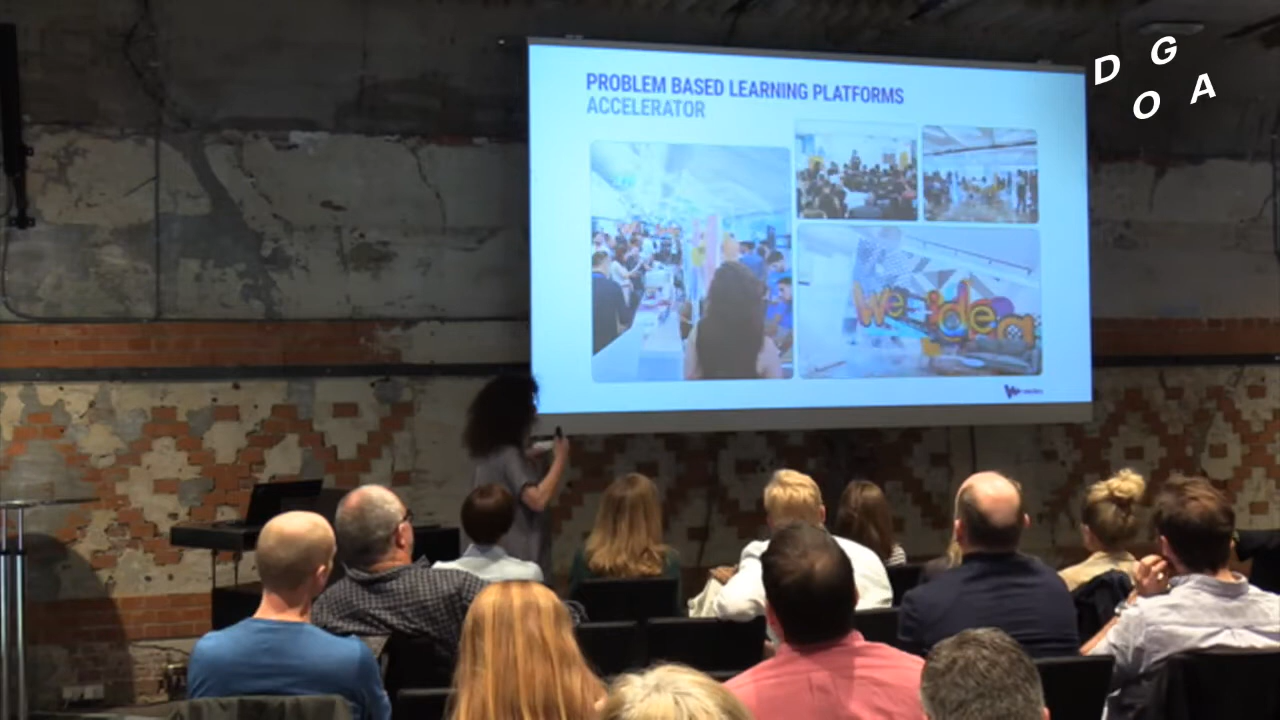 PROBLEM BASED LEARNING PLATFORMS
ACCELERATOR
D G
O A
We idea